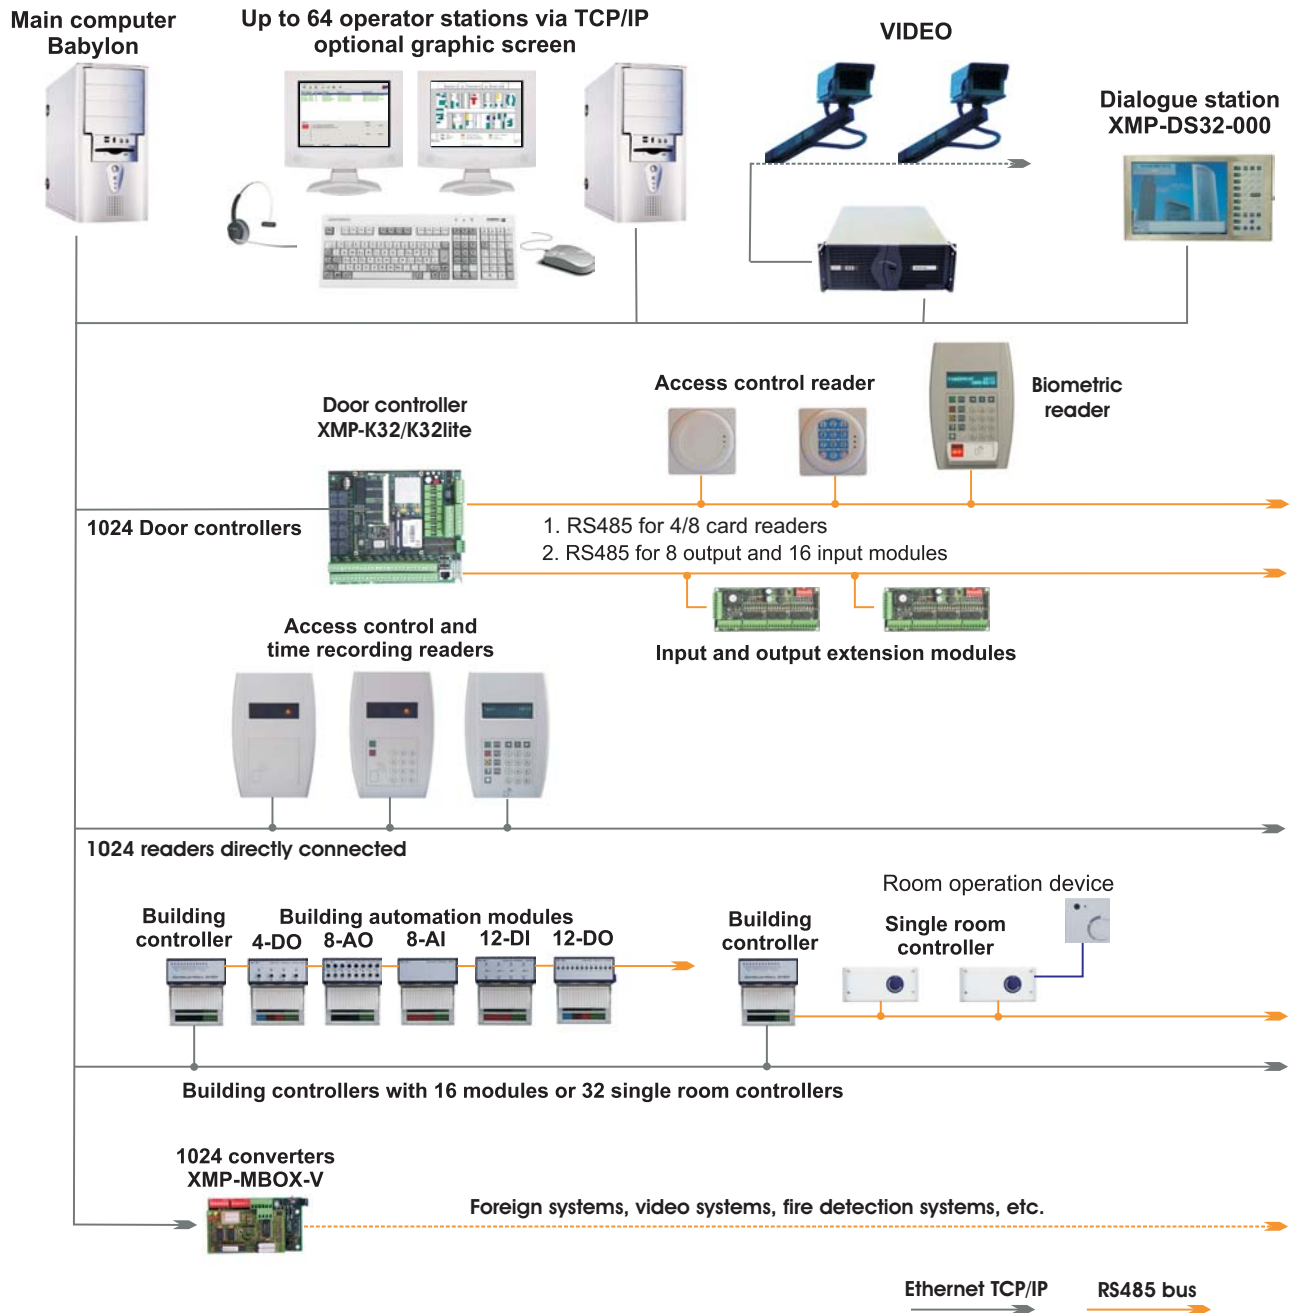 Main computer
Babylon
Up to 64 operator stations via TCP/IP
optional graphic screen
VIDEO
Dialogue station
XMP-DS32-000
Access control reader
Biometric
reader
Door controller
XMP-K32/K32lite
1024 Door controllers
1. RS485 for 4/8 card readers
2. RS485 for 8 output and 16 input modules
Access control and
time recording readers
Input and output extension modules
1024 readers directly connected
Room operation device
Building
controller
Building automation modules
4-DO 8-AO 8-AI 12-DI 12-DO
Building
controller
Single room
controller
Building controllers with 16 modules or 32 single room controllers
1024 converters
XMP-MBOX-V
Foreign systems, video systems, fire detection systems, etc.
Ethernet TCP/IP
RS485 bus